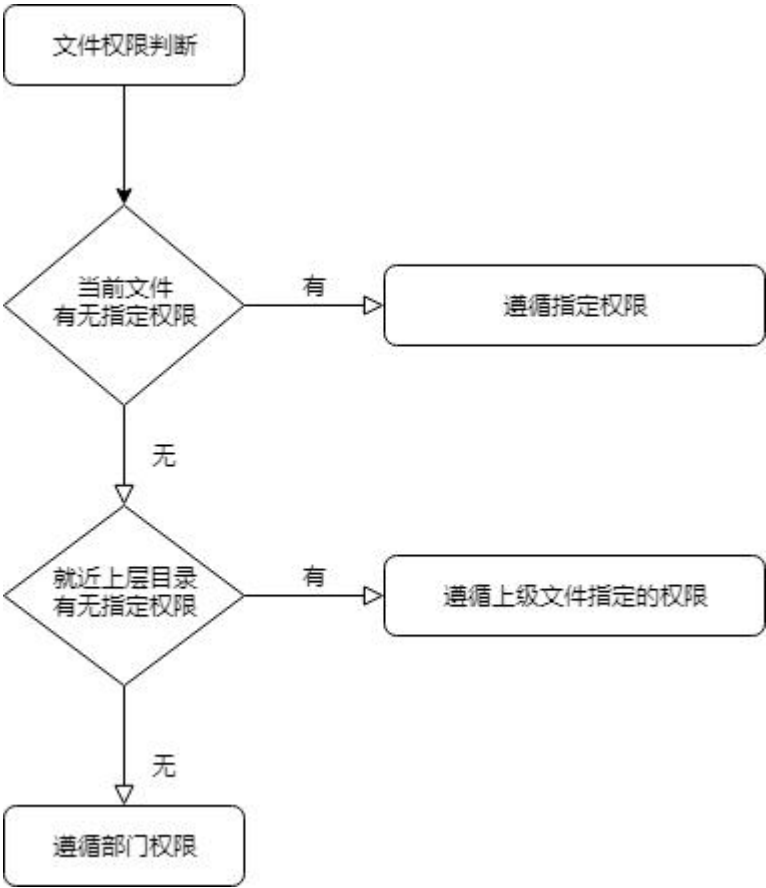 文件权限判断
当前文件
有无指定权限
有
遵循指定权限
无
就近上层目录
有无指定权限
有
遵循上级文件指定的权限
无
遵循部门权限